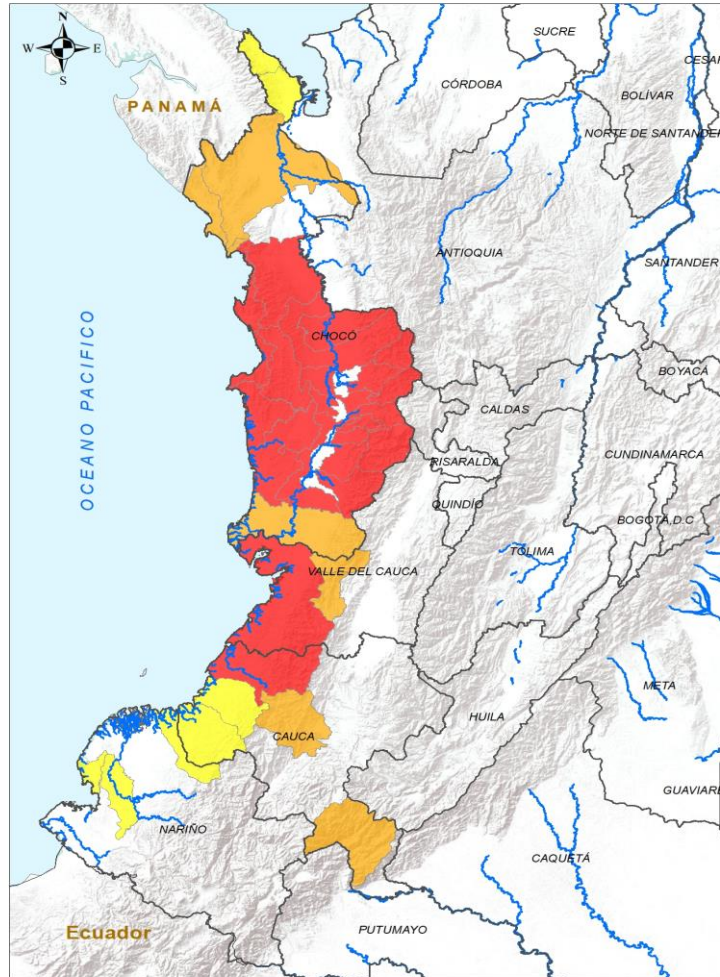 N
W E
S
SUCRE
CESAR
CÓRDOBA
BOLÍVAR
PANAMÁ
NORTE DE SANTANDER
ANTIOQUIA
SANTANDER
OCEANO PACIFICO
CHOCÓ
BOYACÁ
CALDAS
CUNDINAMARCA
RISARALDA
QUINDÍO
BOGOTÁ, D.C
TOLIMA
VALLE DEL CAUCA
META
HUILA
CAUCA
GUAVIARE
NARIÑO
CAQUETÁ
Ecuador
PUTUMAYO